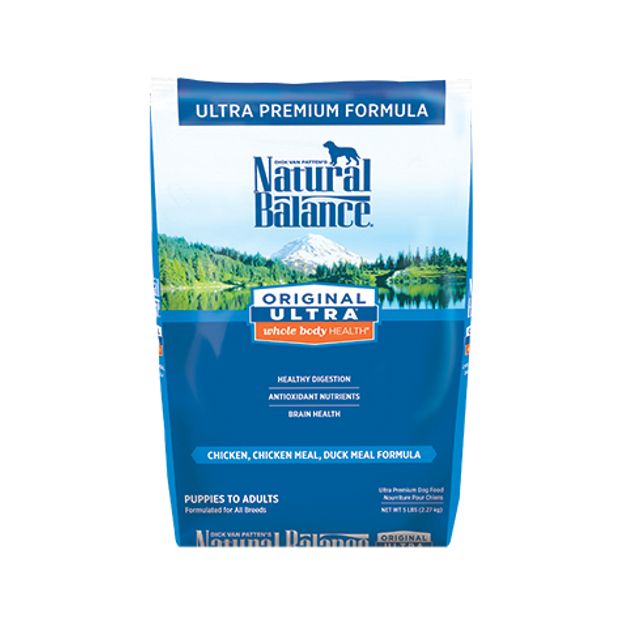 ULTRA PREMIUM FORMULA
DICK VAN PATTEN'S
Natural
Balance®
ORIGINAL
ULTRA™
whole body HEALTH®
HEALTHY DIGESTION
ANTIOXIDANT NUTRIENTS
BRAIN HEALTH
CHICKEN, CHICKEN MEAL, DUCK MEAL FORMULA
PUPPIES TO ADULTS
Formulated for All Breeds
Ultra Premium Dog Food
Nourriture Pour Chiens
NET WT 5 LBS (2.27 kg)
DICK VAN PATTEN'S
Natural Balance
ORIGINAL
ULTRA